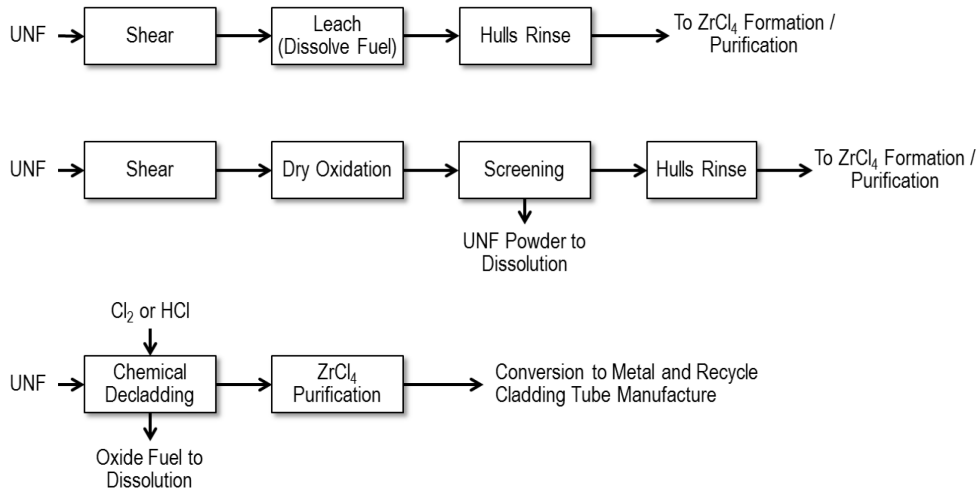 UNF
Shear
Leach
(Dissolve Fuel)
Hulls Rinse
To ZrCl₄ Formation /
Purification
UNF
Shear
Dry Oxidation
Screening
Hulls Rinse
To ZrCl₄ Formation /
Purification
UNF Powder to
Dissolution
Cl₂ or HCl
UNF
Chemical
Decladding
ZrCl₄
Purification
Conversion to Metal and Recycle
Cladding Tube Manufacture
Oxide Fuel to
Dissolution